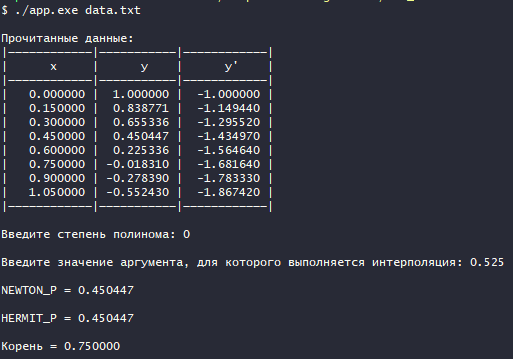 $ ./app.exe data.txt
Прочитанные данные:
|————————————|———————————|————————————|
| x | y | y' |
|————————————|———————————|————————————|
| 0.000000 | 1.000000 | -1.000000 |
| 0.150000 | 0.838771 | -1.149440 |
| 0.300000 | 0.655336 | -1.295520 |
| 0.450000 | 0.450447 | -1.434970 |
| 0.600000 | 0.225336 | -1.564640 |
| 0.750000 | -0.018310 | -1.681640 |
| 0.900000 | -0.278390 | -1.783330 |
| 1.050000 | -0.552430 | -1.867420 |
|————————————|———————————|————————————|
Введите степень полинома: 0
Введите значение аргумента, для которого выполняется интерполяция: 0.525
NEWTON_P = 0.450447
HERMIT_P = 0.450447
Корень = 0.750000